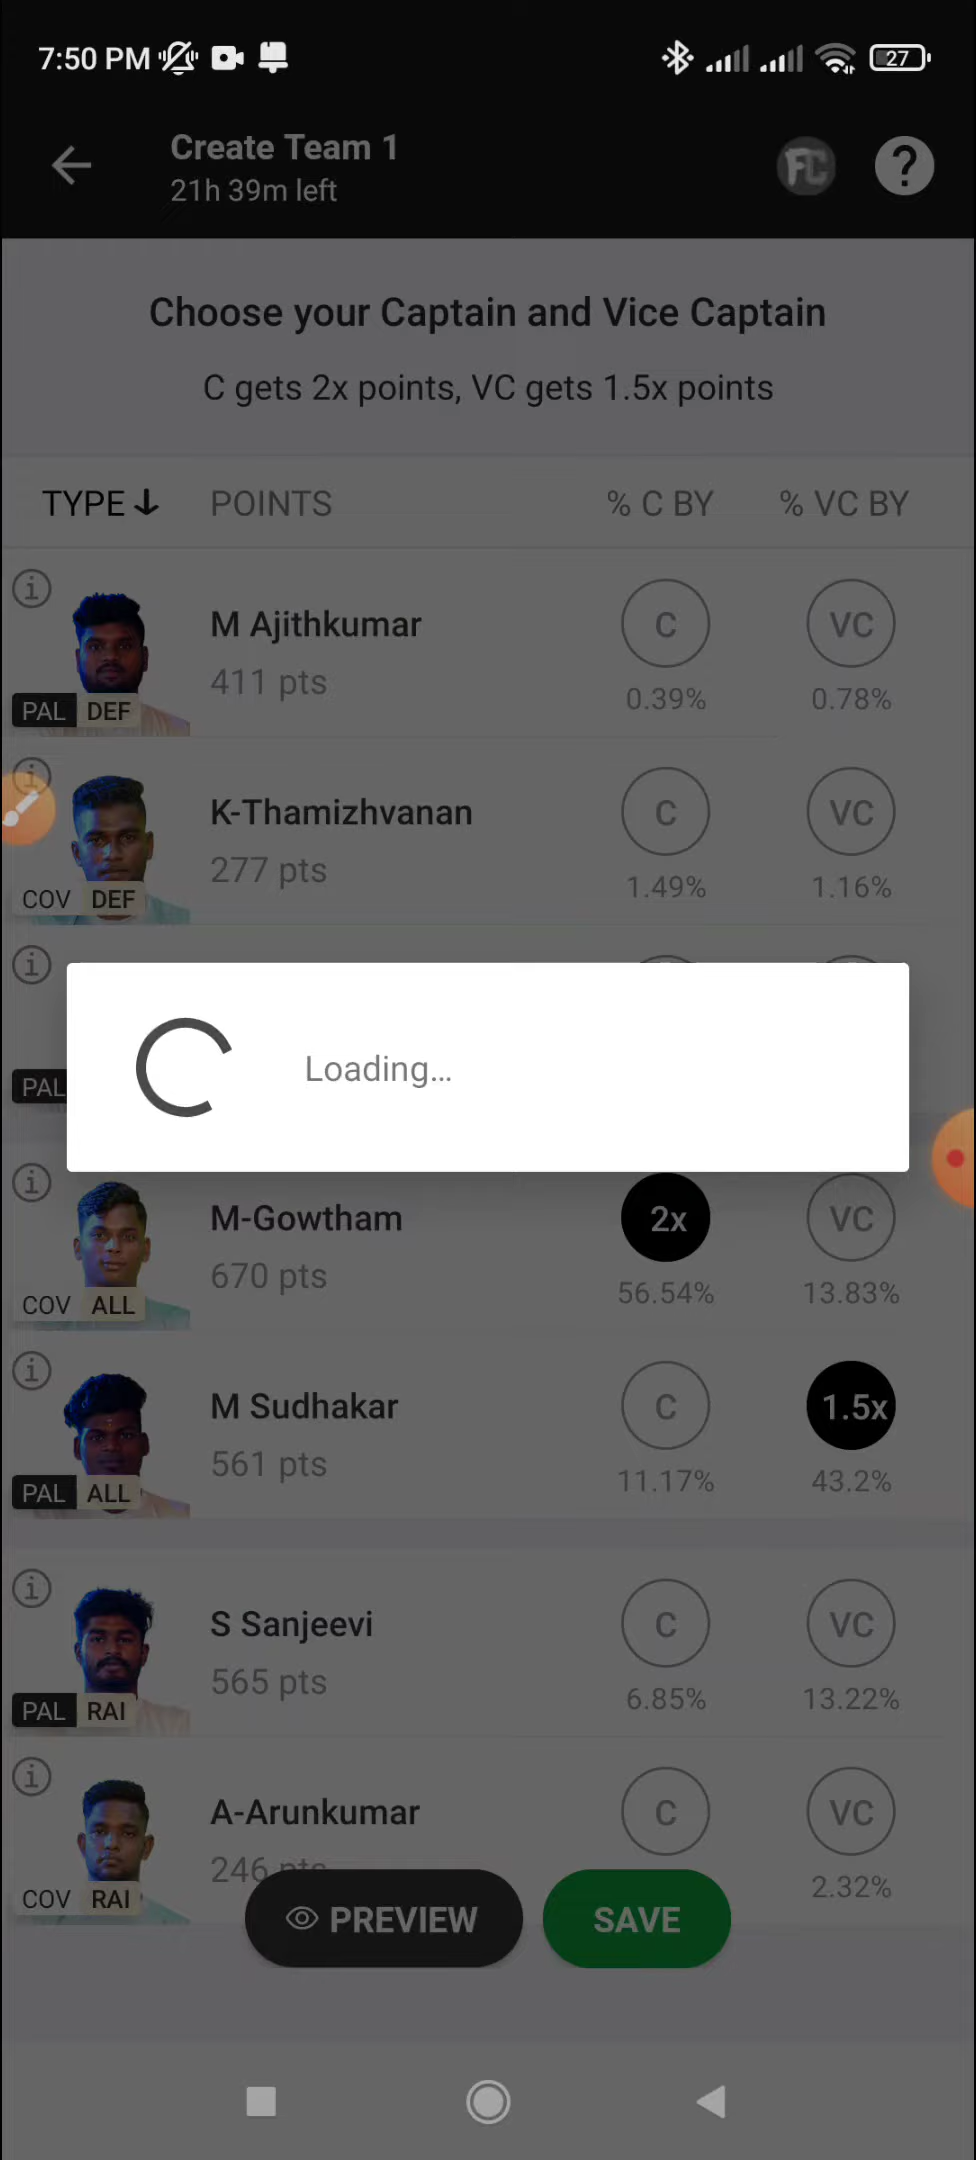 7:50 PM
27
Create Team 1
21h 39m left
FC
?
Choose your Captain and Vice Captain
C gets 2x points, VC gets 1.5x points
TYPE POINTS % C BY % VC BY
M Ajithkumar
411 pts
C
0.39%
VC
0.78%
PAL DEF
K-Thamizhvanan
277 pts
C
1.49%
VC
1.16%
COV DEF
PAL
Loading...
M-Gowtham
670 pts
2x
56.54%
VC
13.83%
COV ALL
M Sudhakar
561 pts
C
11.17%
1.5x
43.2%
PAL ALL
S Sanjeevi
565 pts
C
6.85%
VC
13.22%
PAL RAI
A-Arunkumar
246 pts
C
VC
2.32%
COV RAI
PREVIEW
SAVE